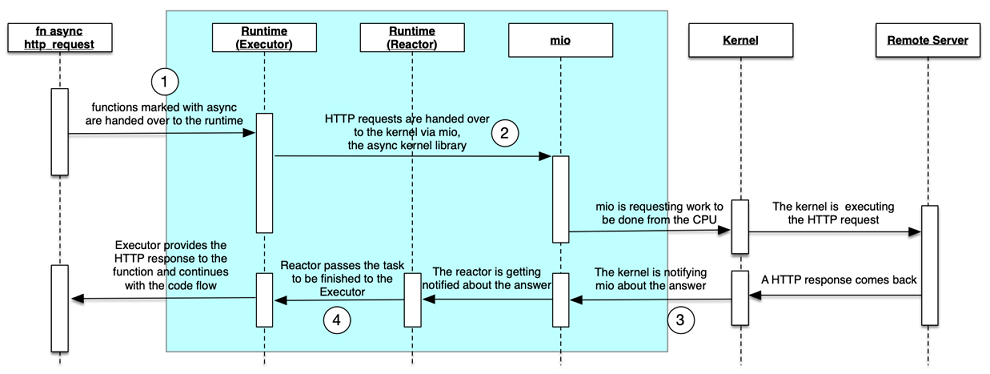 fn async
http_request
Runtime
(Executor)
Runtime
(Reactor)
mio
Kernel
Remote Server
1
functions marked with async
are handed over to the runtime
HTTP requests are handed over
to the kernel via mio,
the async kernel library
2
mio is requesting work to
be done from the CPU
The kernel is executing
the HTTP request
Executor provides the
HTTP response to the
function and continues
with the code flow
Reactor passes the task
to be finished to the
Executor
4
The reactor is getting
notified about the answer
The kernel is notifying
mio about the answer
3
A HTTP response comes back